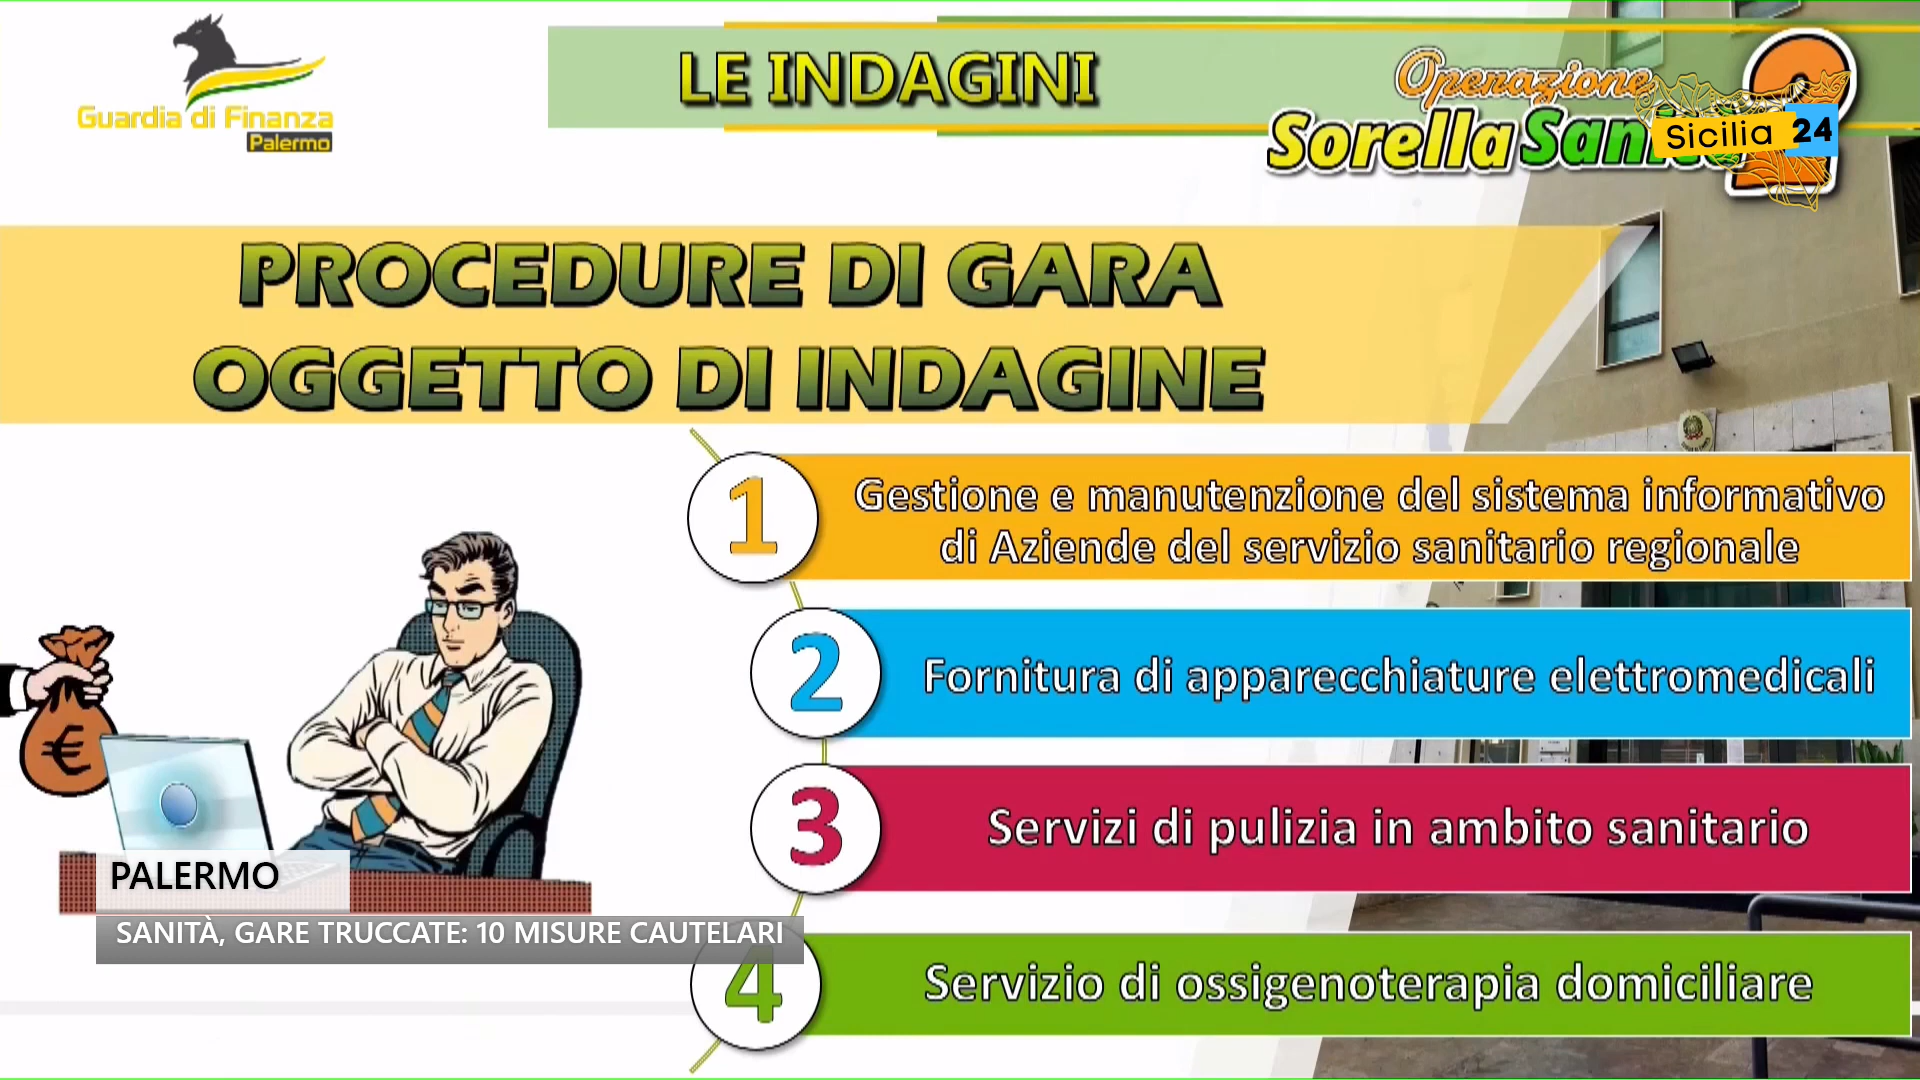 Guardia di Finanza
Palermo
LE INDAGINI
Operazione
Sorella
2
Sicilia 24
PROCEDURE DI GARA
OGGETTO DI INDAGINE
1
Gestione e manutenzione del sistema informativo
di Aziende del servizio sanitario regionale
2
Fornitura di apparecchiature elettromedicali
3
Servizi di pulizia in ambito sanitario
4
Servizio di ossigenoterapia domiciliare
€
PALERMO
SANITÀ, GARE TRUCCATE: 10 MISURE CAUTELARI